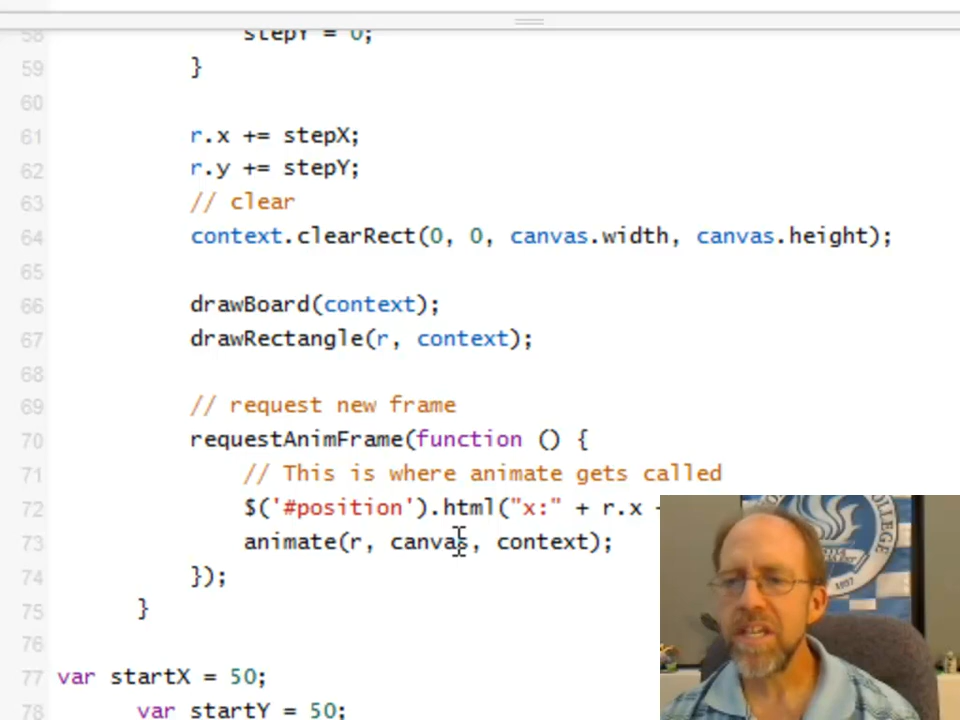 58 stepY = 0;
59 }
60
61 r.x += stepX;
62 r.y += stepY;
63 // clear
64 context.clearRect(0, 0, canvas.width, canvas.height);
65
66 drawBoard(context);
67 drawRectangle(r, context);
68
69 // request new frame
70 requestAnimFrame(function () {
71 // This is where animate gets called
72 $('#position').html("x:" + r.x
73 animate(r, canvas, context);
74 });
75 }
76
77 var startX = 50;
78 var startY = 50;
COLLEGE
1857